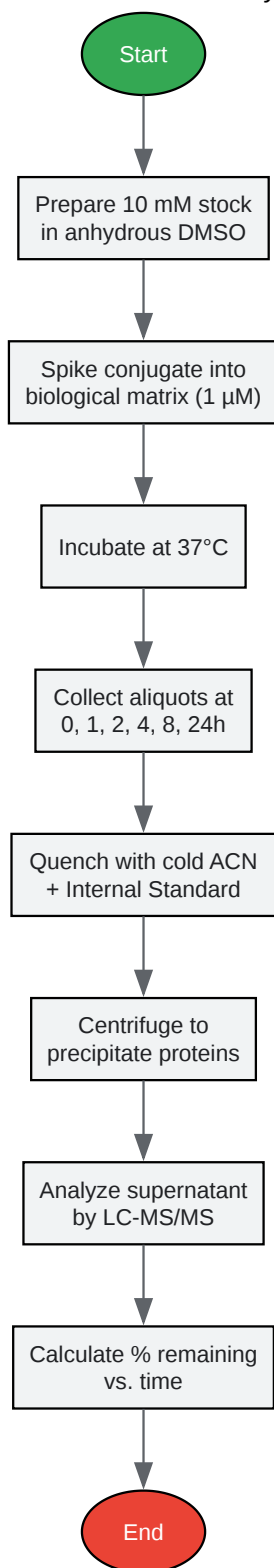 Start
Prepare 10 mM stock
in anhydrous DMSO
Spike conjugate into
biological matrix (1 µM)
Incubate at 37°C
Collect aliquots at
0, 1, 2, 4, 8, 24h
Quench with cold ACN
+ Internal Standard
Centrifuge to
precipitate proteins
Analyze supernatant
by LC-MS/MS
Calculate % remaining
vs. time
End